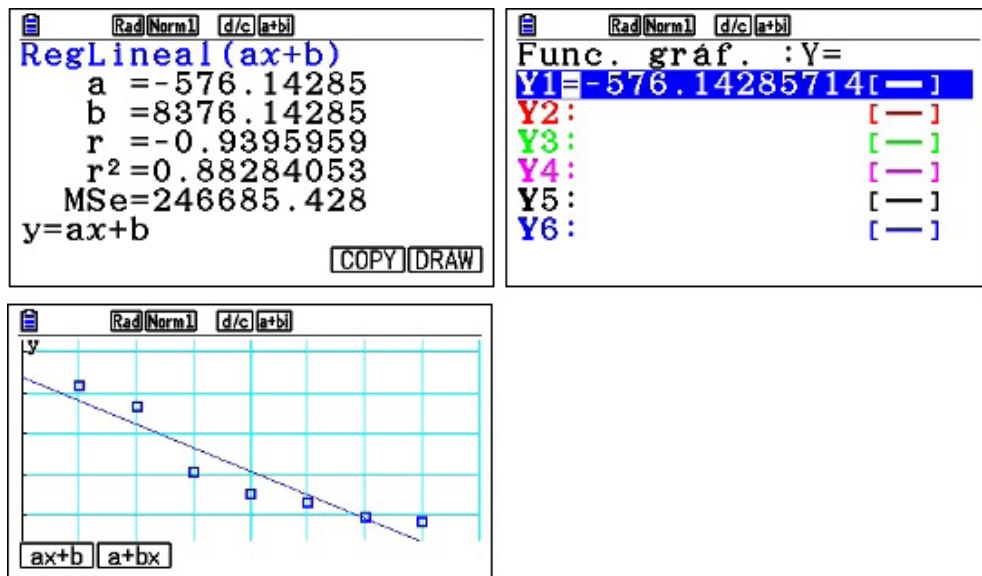 Rad Norm1 d/c a+bi
RegLineal(ax+b)
a =-576.14285
b =8376.14285
r =-0.9395959
r²=0.88284053
MSe=246685.428
y=ax+b
COPY DRAW
Rad Norm1 d/c a+bi
Func. gráf. :Y=
Y1=-576.14285714[—]
Y2: [—]
Y3: [—]
Y4: [—]
Y5: [—]
Y6: [—]
Rad Norm1 d/c a+bi
y
ax+b a+bx